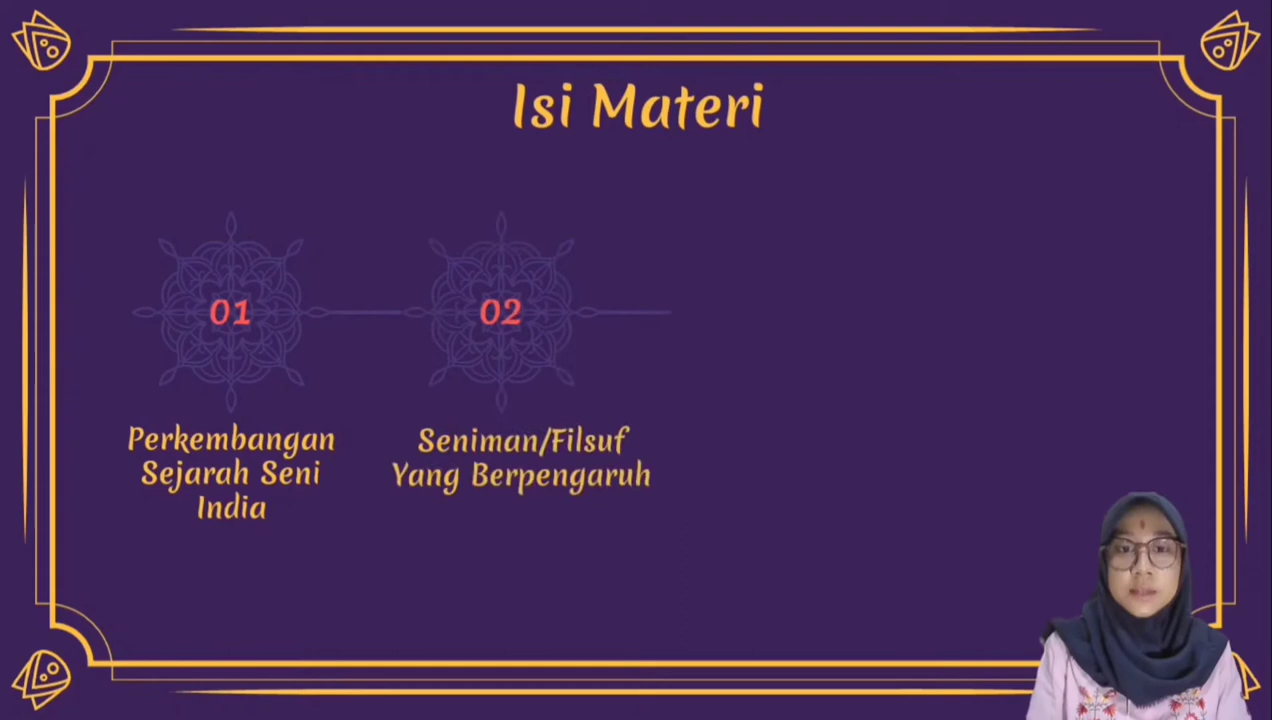 Isi Materi
01
02
Perkembangan
Sejarah Seni
India
Seniman/Filsuf
Yang Berpengaruh